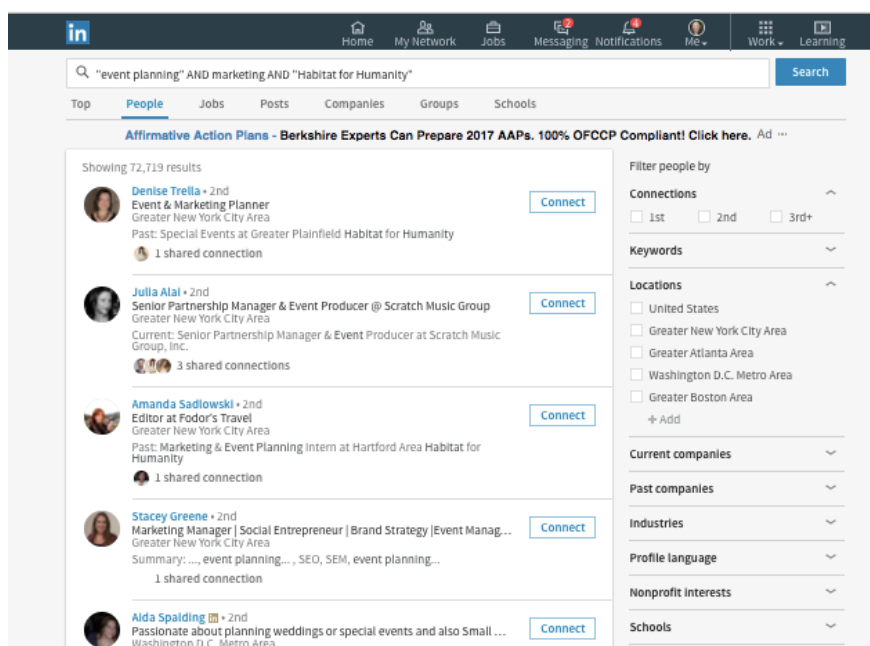 in
2
4
Home My Network Jobs Messaging Notifications Me Work Learning
"event planning" AND marketing AND "Habitat for Humanity"
Search
Top People Jobs Posts Companies Groups Schools
Affirmative Action Plans - Berkshire Experts Can Prepare 2017 AAPs. 100% OFCCP Compliant! Click here. Ad ···
Showing 72,719 results
Denise Trella • 2nd
Event & Marketing Planner
Greater New York City Area
Past: Special Events at Greater Plainfield Habitat for Humanity
1 shared connection
Connect
Julia Alai • 2nd
Senior Partnership Manager & Event Producer @ Scratch Music Group
Greater New York City Area
Current: Senior Partnership Manager & Event Producer at Scratch Music
Group, Inc.
3 shared connections
Connect
Amanda Sadlowski • 2nd
Editor at Fodor's Travel
Greater New York City Area
Past: Marketing & Event Planning Intern at Hartford Area Habitat for
Humanity
1 shared connection
Connect
Stacey Greene • 2nd
Marketing Manager | Social Entrepreneur | Brand Strategy |Event Manag...
Greater New York City Area
Summary: ..., event planning... , SEO, SEM, event planning...
1 shared connection
Connect
Aida Spalding in • 2nd
Passionate about planning weddings or special events and also Small ...
Washington D.C. Metro Area
Connect
Filter people by
Connections
1st 2nd 3rd+
Keywords
Locations
United States
Greater New York City Area
Greater Atlanta Area
Washington D.C. Metro Area
Greater Boston Area
+ Add
Current companies
Past companies
Industries
Profile language
Nonprofit interests
Schools